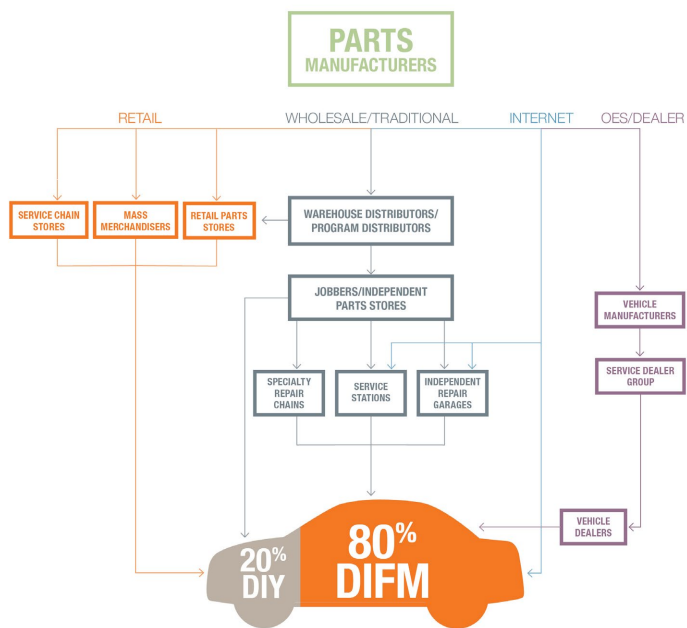 PARTS
MANUFACTURERS
RETAIL
WHOLESALE/TRADITIONAL
INTERNET
OES/DEALER
SERVICE CHAIN
STORES
MASS
MERCHANDISERS
RETAIL PARTS
STORES
WAREHOUSE DISTRIBUTORS/
PROGRAM DISTRIBUTORS
JOBBERS/INDEPENDENT
PARTS STORES
VEHICLE
MANUFACTURERS
SPECIALTY
REPAIR
CHAINS
SERVICE
STATIONS
INDEPENDENT
REPAIR
GARAGES
SERVICE DEALER
GROUP
VEHICLE
DEALERS
20%
DIY
80%
DIFM